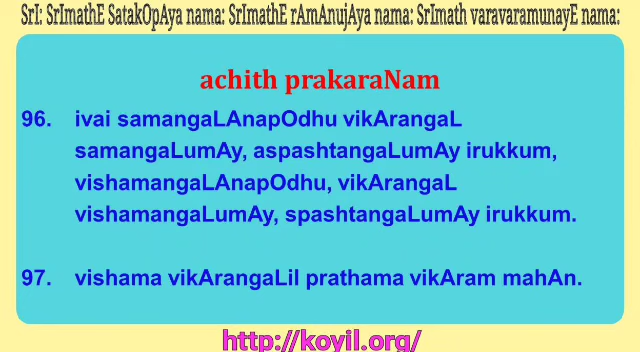 SrI: SrImathE SatakOpAya nama: SrImathE rAmAnujAya nama: SrImath varavaramunayE nama:
achith prakaraNam
96. ivai samangaLAnapOdhu vikArangaL
samangaLumAy, aspashtangaLumAy irukkum,
vishamangaLAnapOdhu, vikArangaL
vishamangaLumAy, spashtangaLumAy irukkum.
97. vishama vikArangaLil prathama vikAram mahAn.
http://koyil.org/